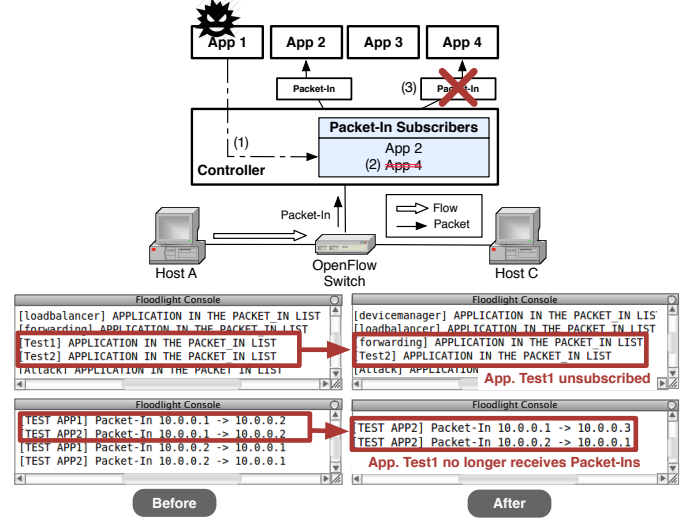 App 1
App 2
App 3
App 4
Packet-In
(3)
Packet-In
(1)
Packet-In Subscribers
App 2
(2) App 4
Controller
Packet-In
Flow
Packet
Host A
OpenFlow
Switch
Host C
Floodlight Console
[loadbalancer] APPLICATION IN THE PACKET_IN LIST
[forwarding] APPLICATION IN THE PACKET_IN LIST
[Test1] APPLICATION IN THE PACKET_IN LIST
[Test2] APPLICATION IN THE PACKET_IN LIST
[Attack] APPLICATION IN THE PACKET_IN LIST
Floodlight Console
[devicemanager] APPLICATION IN THE PACKET_IN LIS
[loadbalancer] APPLICATION IN THE PACKET_IN LIST
[forwarding] APPLICATION IN THE PACKET_IN LIST
[Test2] APPLICATION IN THE PACKET_IN LIST
[Attack] APPLICATION
App. Test1 unsubscribed
Floodlight Console
[TEST APP1] Packet-In 10.0.0.1 -> 10.0.0.2
[TEST APP2] Packet-In 10.0.0.1 -> 10.0.0.2
[TEST APP1] Packet-In 10.0.0.2 -> 10.0.0.1
[TEST APP2] Packet-In 10.0.0.2 -> 10.0.0.1
Floodlight Console
[TEST APP2] Packet-In 10.0.0.1 -> 10.0.0.3
[TEST APP2] Packet-In 10.0.0.2 -> 10.0.0.1
App. Test1 no longer receives Packet-Ins
Before
After